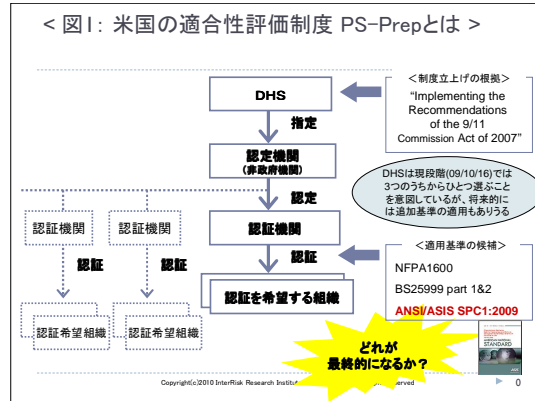 < 図1: 米国の適合性評価制度 PS-Prepとは >
DHS
＜制度立上げの根拠＞
“Implementing the
Recommendations
of the 9/11
Commission Act of 2007”
指定
認定機関
(非政府機関)
DHSは現段階(09/10/16)では
3つのうちからひとつ選ぶこと
を意図しているが、将来的に
は追加基準の適用もありうる
認定
認証機関
認証機関
認証機関
認証
認証
認証
＜適用基準の候補＞
NFPA1600
BS25999 part 1&2
ANSI/ASIS SPC1:2009
認証を希望する組織
認証希望組織
認証希望組織
どれが
最終的になるか？
STANDARD
Copyright(c)2010 InterRisk Research Institute
reserved
0